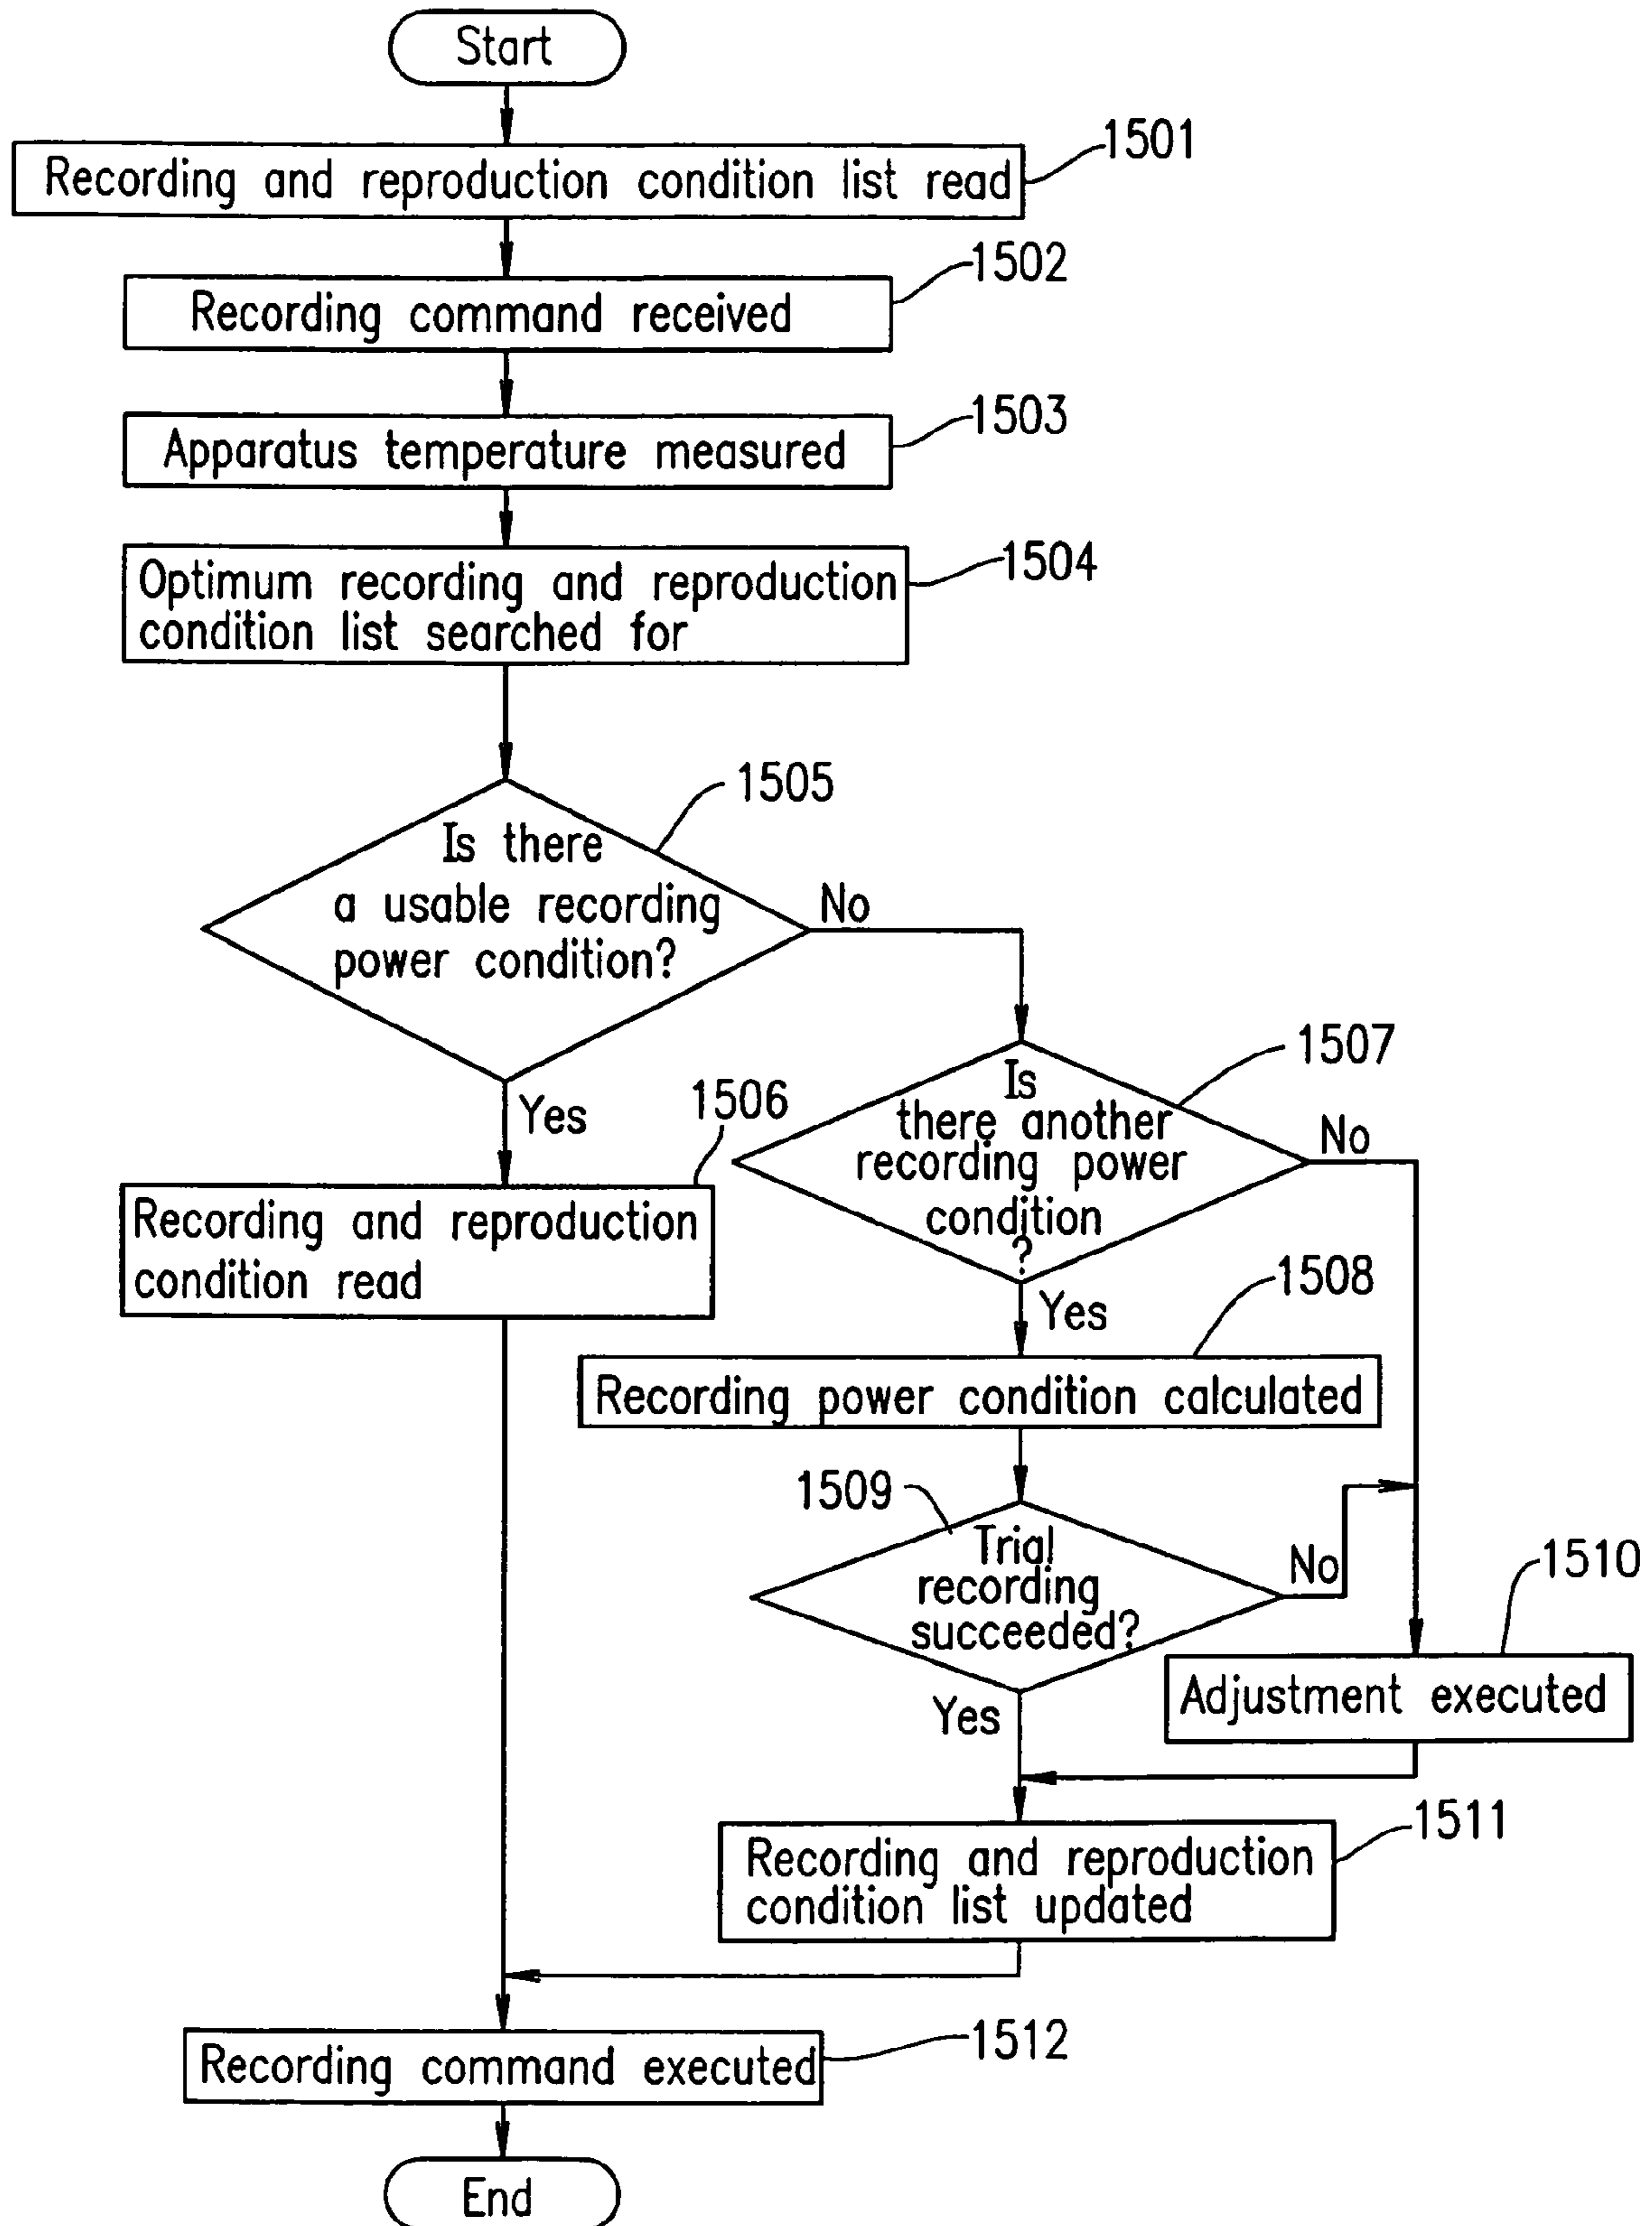 Start
1501
Recording and reproduction condition list read
1502
Recording command received
1503
Apparatus temperature measured
1504
Optimum recording and reproduction
condition list searched for
1505
Is there
a usable recording
power condition?
No
Yes
1506
Recording and reproduction
condition read
1507
Is
there another
recording power
condition
?
No
Yes
1508
Recording power condition calculated
1509
Trial
recording
succeeded?
No
Yes
1510
Adjustment executed
1511
Recording and reproduction
condition list updated
1512
Recording command executed
End